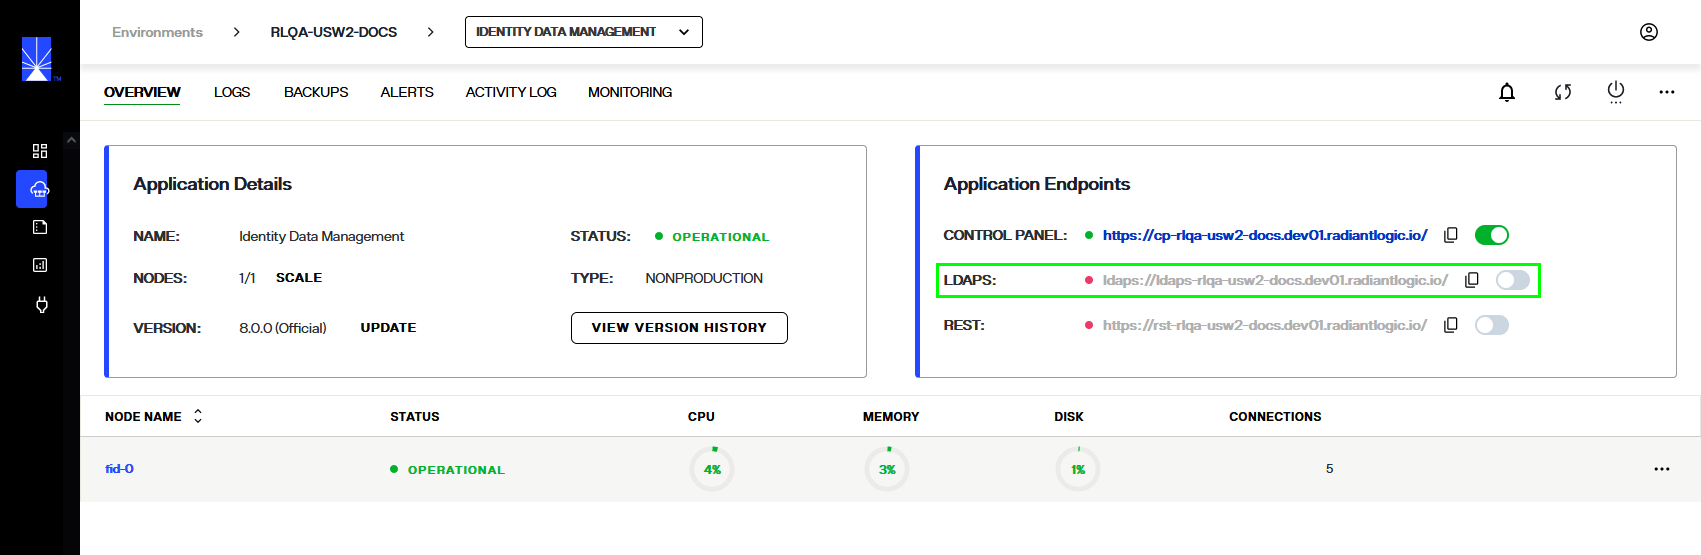 Environments > RLQA-USW2-DOCS > IDENTITY DATA MANAGEMENT
TM
OVERVIEW LOGS BACKUPS ALERTS ACTIVITY LOG MONITORING
Application Details
NAME: Identity Data Management STATUS: OPERATIONAL
NODES: 1/1 SCALE TYPE: NONPRODUCTION
VERSION: 8.0.0 (Official) UPDATE VIEW VERSION HISTORY
Application Endpoints
CONTROL PANEL: https://cp-rlqa-usw2-docs.dev01.radiantlogic.io/
LDAPS: ldaps://ldaps-rlqa-usw2-docs.dev01.radiantlogic.io/
REST: https://rst-rlqa-usw2-docs.dev01.radiantlogic.io/
NODE NAME STATUS CPU MEMORY DISK CONNECTIONS
fid-0 OPERATIONAL 4% 3% 1% 5